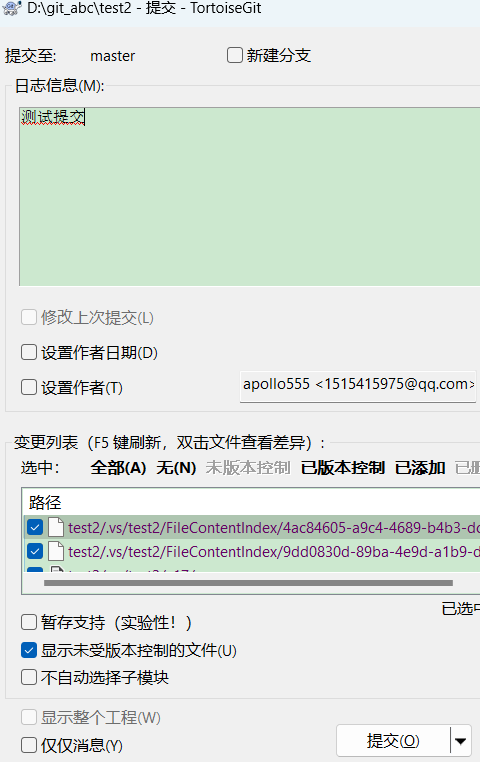 D:\git_abc\test2 - 提交 - TortoiseGit
提交至: master 新建分支
日志信息(M):
测试提交
修改上次提交(L)
设置作者日期(D)
设置作者(T) apollo555 <1515415975@qq.com>
变更列表（F5 键刷新，双击文件查看差异）:
选中： 全部(A) 无(N) 未版本控制 已版本控制 已添加 已删
路径
test2/.vs/test2/FileContentIndex/4ac84605-a9c4-4689-b4b3-dc
test2/.vs/test2/FileContentIndex/9dd0830d-89ba-4e9d-a1b9-d
已选中
暂存支持（实验性！）
显示未受版本控制的文件(U)
不自动选择子模块
显示整个工程(W)
仅仅消息(Y) 提交(O)